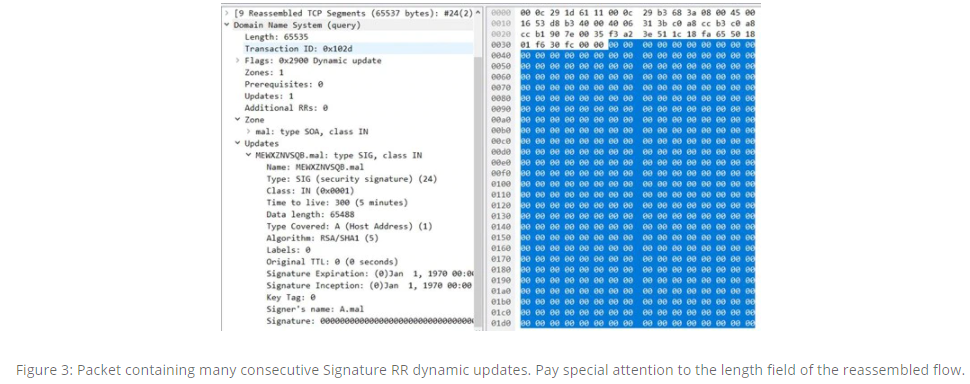 [9 Reassembled TCP Segments (65537 bytes): #24(2)
Domain Name System (query)
Length: 65535
Transaction ID: 0x102d
Flags: 0x2900 Dynamic update
Zones: 1
Prerequisites: 0
Updates: 1
Additional RRs: 0
Zone
mal: type SOA, class IN
Updates
MEWXZNVSQB.mal: type SIG, class IN
Name: MEWXZNVSQB.mal
Type: SIG (security signature) (24)
Class: IN (0x0001)
Time to live: 300 (5 minutes)
Data length: 65488
Type Covered: A (Host Address) (1)
Algorithm: RSA/SHA1 (5)
Labels: 0
Original TTL: 0 (0 seconds)
Signature Expiration: (0)Jan 1, 1970 00:0
Signature Inception: (0)Jan 1, 1970 00:00
Key Tag: 0
Signer's name: A.mal
Signature: 0000000000000000000000000000000
0000 00 0c 29 1d 61 11 00 0c 29 b3 68 3a 08 00 45 00
0010 16 53 d8 b3 40 00 40 06 31 3b c0 a8 cc b3 c0 a8
0020 cc b1 90 7e 00 35 f3 a2 3e 51 1c 18 fa 65 50 18
0030 01 f6 30 fc 00 00 00 00 00 00 00 00 00 00 00 00
0040 00 00 00 00 00 00 00 00 00 00 00 00 00 00 00 00
0050 00 00 00 00 00 00 00 00 00 00 00 00 00 00 00 00
0060 00 00 00 00 00 00 00 00 00 00 00 00 00 00 00 00
0070 00 00 00 00 00 00 00 00 00 00 00 00 00 00 00 00
0080 00 00 00 00 00 00 00 00 00 00 00 00 00 00 00 00
0090 00 00 00 00 00 00 00 00 00 00 00 00 00 00 00 00
00a0 00 00 00 00 00 00 00 00 00 00 00 00 00 00 00 00
00b0 00 00 00 00 00 00 00 00 00 00 00 00 00 00 00 00
00c0 00 00 00 00 00 00 00 00 00 00 00 00 00 00 00 00
00d0 00 00 00 00 00 00 00 00 00 00 00 00 00 00 00 00
00e0 00 00 00 00 00 00 00 00 00 00 00 00 00 00 00 00
00f0 00 00 00 00 00 00 00 00 00 00 00 00 00 00 00 00
0100 00 00 00 00 00 00 00 00 00 00 00 00 00 00 00 00
0110 00 00 00 00 00 00 00 00 00 00 00 00 00 00 00 00
0120 00 00 00 00 00 00 00 00 00 00 00 00 00 00 00 00
0130 00 00 00 00 00 00 00 00 00 00 00 00 00 00 00 00
0140 00 00 00 00 00 00 00 00 00 00 00 00 00 00 00 00
0150 00 00 00 00 00 00 00 00 00 00 00 00 00 00 00 00
0160 00 00 00 00 00 00 00 00 00 00 00 00 00 00 00 00
0170 00 00 00 00 00 00 00 00 00 00 00 00 00 00 00 00
0180 00 00 00 00 00 00 00 00 00 00 00 00 00 00 00 00
0190 00 00 00 00 00 00 00 00 00 00 00 00 00 00 00 00
01a0 00 00 00 00 00 00 00 00 00 00 00 00 00 00 00 00
01b0 00 00 00 00 00 00 00 00 00 00 00 00 00 00 00 00
01c0 00 00 00 00 00 00 00 00 00 00 00 00 00 00 00 00
01d0 00 00 00 00 00 00 00 00 00 00 00 00 00 00 00 00
Figure 3: Packet containing many consecutive Signature RR dynamic updates. Pay special attention to the length field of the reassembled flow.